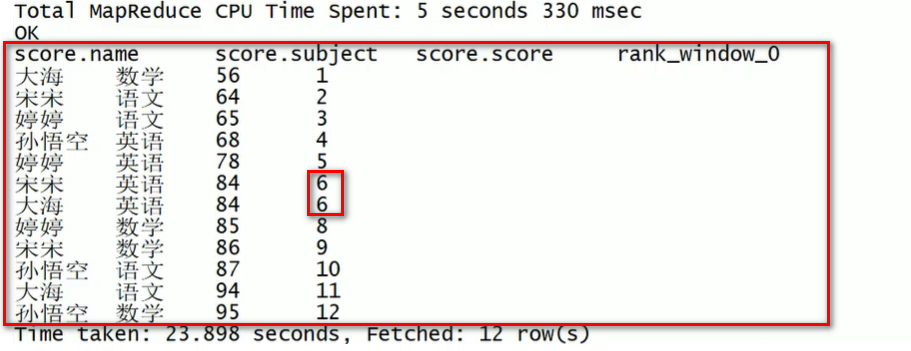 Total MapReduce CPU Time Spent: 5 seconds 330 msec
OK
score.name score.subject score.score rank_window_0
大海 数学 56 1
宋宋 语文 64 2
婷婷 语文 65 3
孙悟空 英语 68 4
婷婷 英语 78 5
宋宋 英语 84 6
大海 英语 84 6
婷婷 数学 85 8
宋宋 数学 86 9
孙悟空 语文 87 10
大海 语文 94 11
孙悟空 数学 95 12
Time taken: 23.898 seconds, Fetched: 12 row(s)